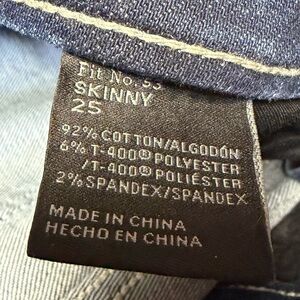 Fit No. 53
SKINNY
25
92% COTTON/ALGODÓN
6% T-400® POLYESTER
/T-400® POLIÉSTER
2% SPANDEX/SPANDEX
MADE IN CHINA
HECHO EN CHINA